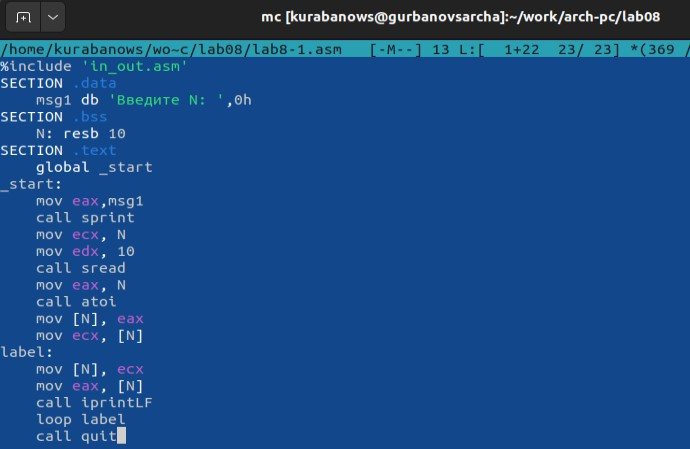 mc [kurabanows@gurbanovsarcha]:~/work/arch-pc/lab08
/home/kurabanows/wo~c/lab08/lab8-1.asm   [-M--] 13 L:[  1+22  23/ 23] *(369 /
%include 'in_out.asm'
SECTION .data
    msg1 db 'Введите N: ',0h
SECTION .bss
    N: resb 10
SECTION .text
    global _start
_start:
    mov eax,msg1
    call sprint
    mov ecx, N
    mov edx, 10
    call sread
    mov eax, N
    call atoi
    mov [N], eax
    mov ecx, [N]
label:
    mov [N], ecx
    mov eax, [N]
    call iprintLF
    loop label
    call quit